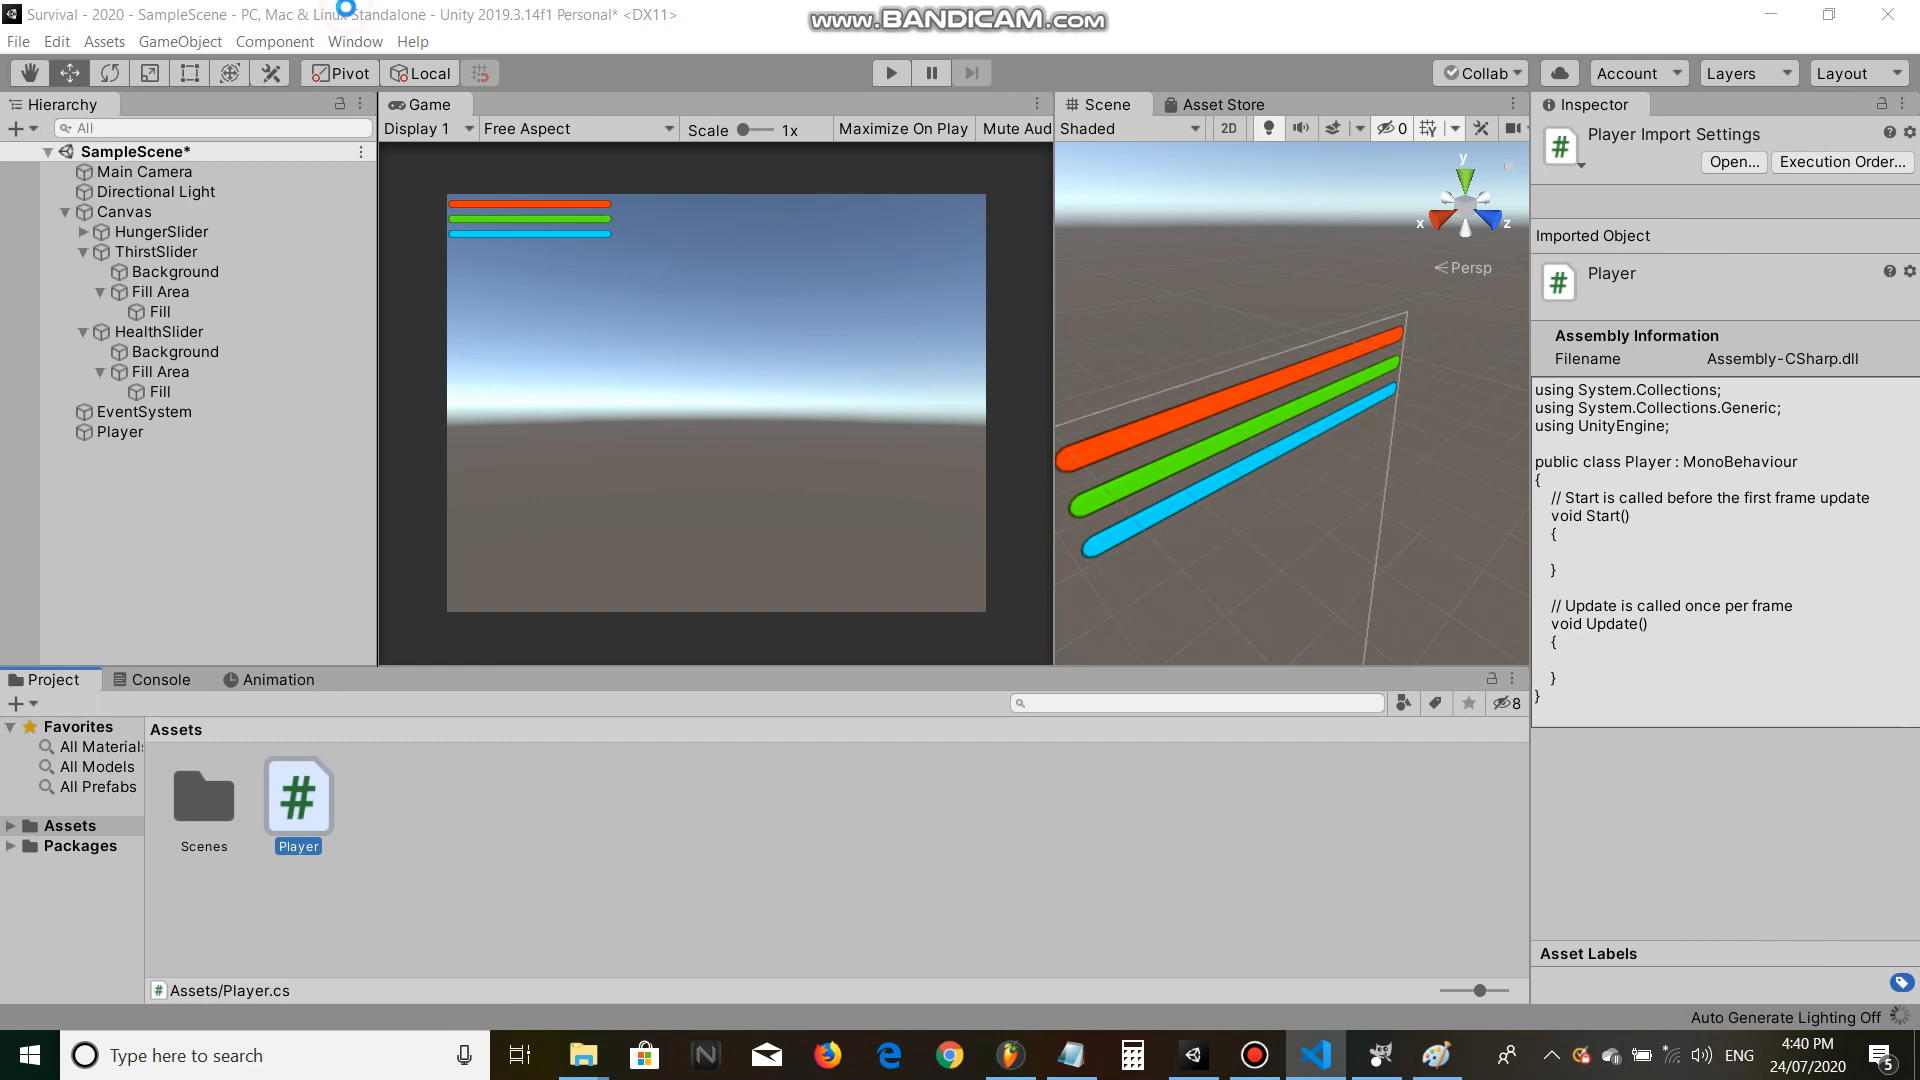 Survival - 2020 - SampleScene - PC, Mac & Linux Standalone - Unity 2019.3.14f1 Personal* <DX11>
www.BANDICAM.com
File Edit Assets GameObject Component Window Help
Pivot Local
Collab Account Layers Layout
Hierarchy
All
SampleScene*
Main Camera
Directional Light
Canvas
HungerSlider
ThirstSlider
Background
Fill Area
Fill
HealthSlider
Background
Fill Area
Fill
EventSystem
Player
Game
Display 1 Free Aspect Scale 1x Maximize On Play Mute Aud
Scene Asset Store
Shaded 2D 0
y
x
z
Persp
Inspector
Player Import Settings
Open... Execution Order...
Imported Object
Player
Assembly Information
Filename Assembly-CSharp.dll
using System.Collections;
using System.Collections.Generic;
using UnityEngine;
public class Player : MonoBehaviour
{
// Start is called before the first frame update
void Start()
{
}
// Update is called once per frame
void Update()
{
}
}
Asset Labels
Project Console Animation
8
Favorites
All Materials
All Models
All Prefabs
Assets
Packages
Assets
Scenes
Player
Assets/Player.cs
Auto Generate Lighting Off
Type here to search
ENG
4:40 PM
24/07/2020
5